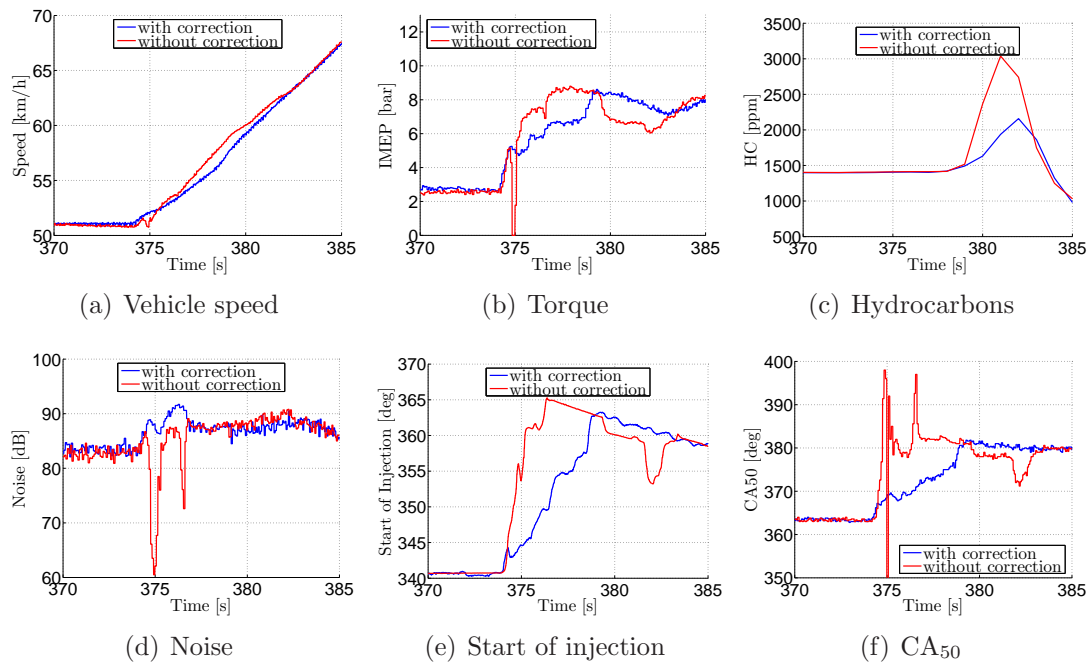 70
65
60
55
50
370 375 380 385
Speed [km/h]
Time [s]
with correction
without correction
(a) Vehicle speed
12
10
8
6
4
2
0
370 375 380 385
IMEP [bar]
Time [s]
with correction
without correction
(b) Torque
3500
3000
2500
2000
1500
1000
500
370 375 380 385
HC [ppm]
Time [s]
with correction
without correction
(c) Hydrocarbons
100
90
80
70
60
370 375 380 385
Noise [dB]
Time [s]
with correction
without correction
(d) Noise
370
365
360
355
350
345
340
370 375 380 385
Start of Injection [deg]
Time [s]
with correction
without correction
(e) Start of injection
400
390
380
370
360
350
370 375 380 385
CA50 [deg]
Time [s]
with correction
without correction
(f) CA₅₀